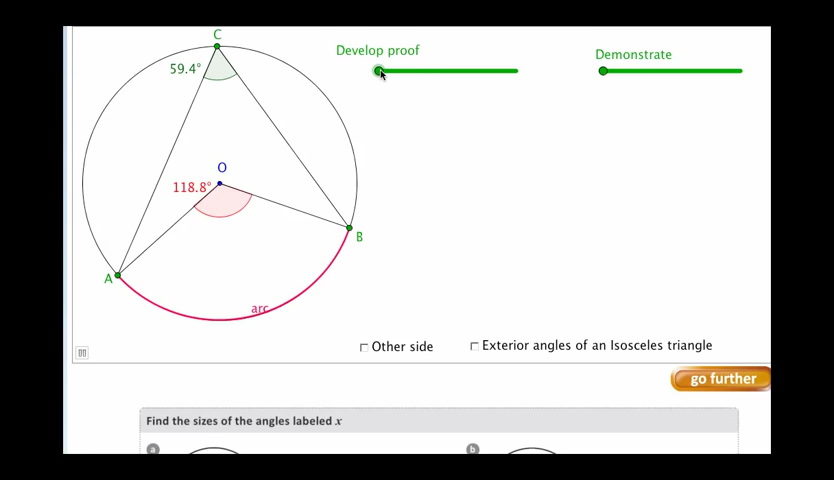 C
Develop proof
Demonstrate
59.4°
O
118.8°
B
A
arc
Other side
Exterior angles of an Isosceles triangle
go further
Find the sizes of the angles labeled x
a
b